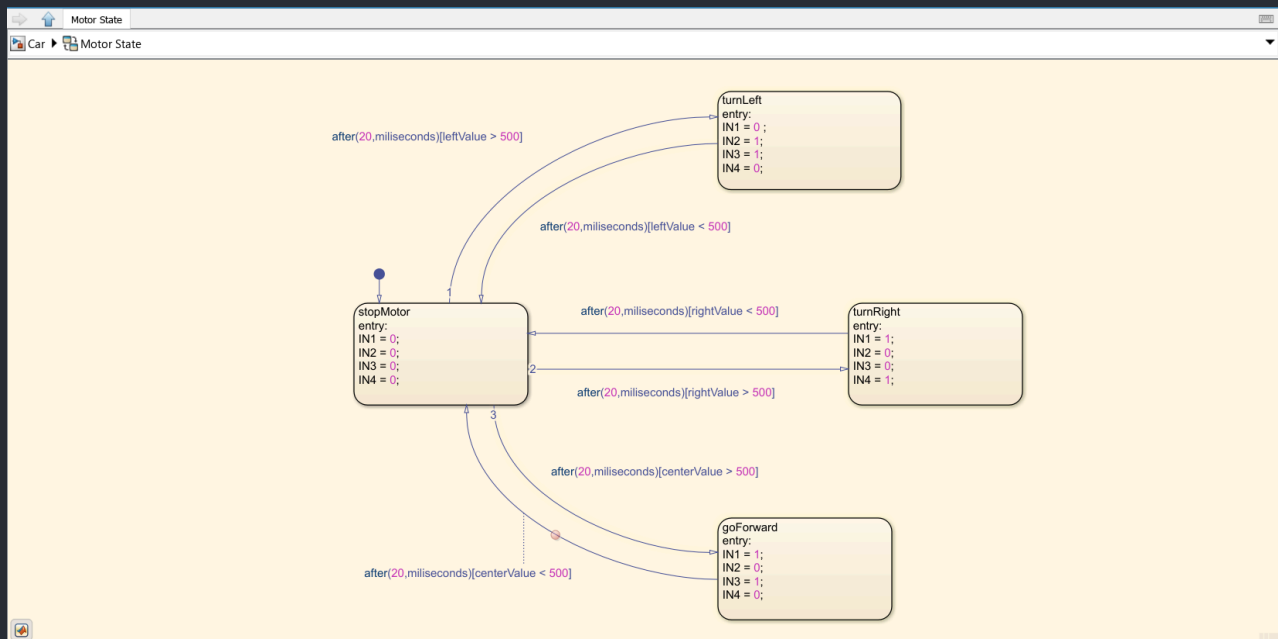 Motor State
Car Motor State
turnLeft
entry:
IN1 = 0 ;
IN2 = 1;
IN3 = 1;
IN4 = 0;
after(20,miliseconds)[leftValue > 500]
after(20,miliseconds)[leftValue < 500]
1
stopMotor
entry:
IN1 = 0;
IN2 = 0;
IN3 = 0;
IN4 = 0;
after(20,miliseconds)[rightValue < 500]
2
after(20,miliseconds)[rightValue > 500]
turnRight
entry:
IN1 = 1;
IN2 = 0;
IN3 = 0;
IN4 = 1;
3
after(20,miliseconds)[centerValue > 500]
after(20,miliseconds)[centerValue < 500]
goForward
entry:
IN1 = 1;
IN2 = 0;
IN3 = 1;
IN4 = 0;